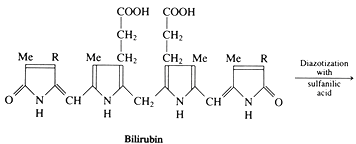 COOH COOH
CH2 CH2
CH2 CH2
Me R Me Me Me R
O N CH N CH2 N CH N O
H H H H
Diazotization
with
sulfanilic
acid
Bilirubin